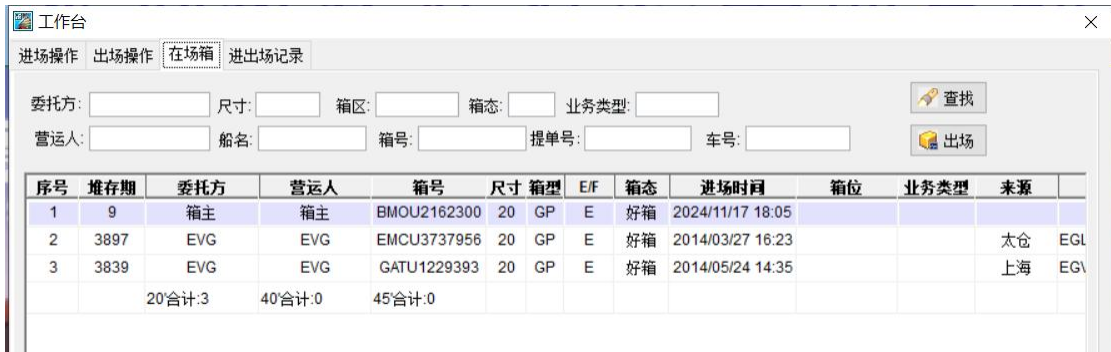 工作台
进场操作 出场操作 在场箱 进出场记录
委托方: 尺寸: 箱区: 箱态: 业务类型: 查找
营运人: 船名: 箱号: 提单号: 车号: 出场
序号 堆存期 委托方 营运人 箱号 尺寸 箱型 E/F 箱态 进场时间 箱位 业务类型 来源
1 9 箱主 箱主 BMOU2162300 20 GP E 好箱 2024/11/17 18:05
2 3897 EVG EVG EMCU3737956 20 GP E 好箱 2014/03/27 16:23 太仓 EGL
3 3839 EVG EVG GATU1229393 20 GP E 好箱 2014/05/24 14:35 上海 EG
20'合计:3 40'合计:0 45'合计:0